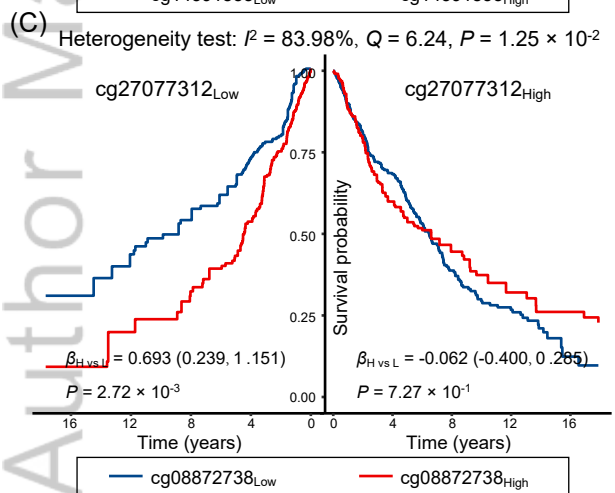 (C)
Heterogeneity test: I² = 83.98%, Q = 6.24, P = 1.25 × 10⁻²
cg27077312Low
cg27077312High
1.00
0.75
0.50
0.25
0.00
Survival probability
βH vs L = 0.693 (0.239, 1.151)
P = 2.72 × 10⁻³
βH vs L = -0.062 (-0.400, 0.285)
P = 7.27 × 10⁻¹
16 12 8 4 0 0 4 8 12 16
Time (years)
Time (years)
cg08872738Low
cg08872738High
Author Ma